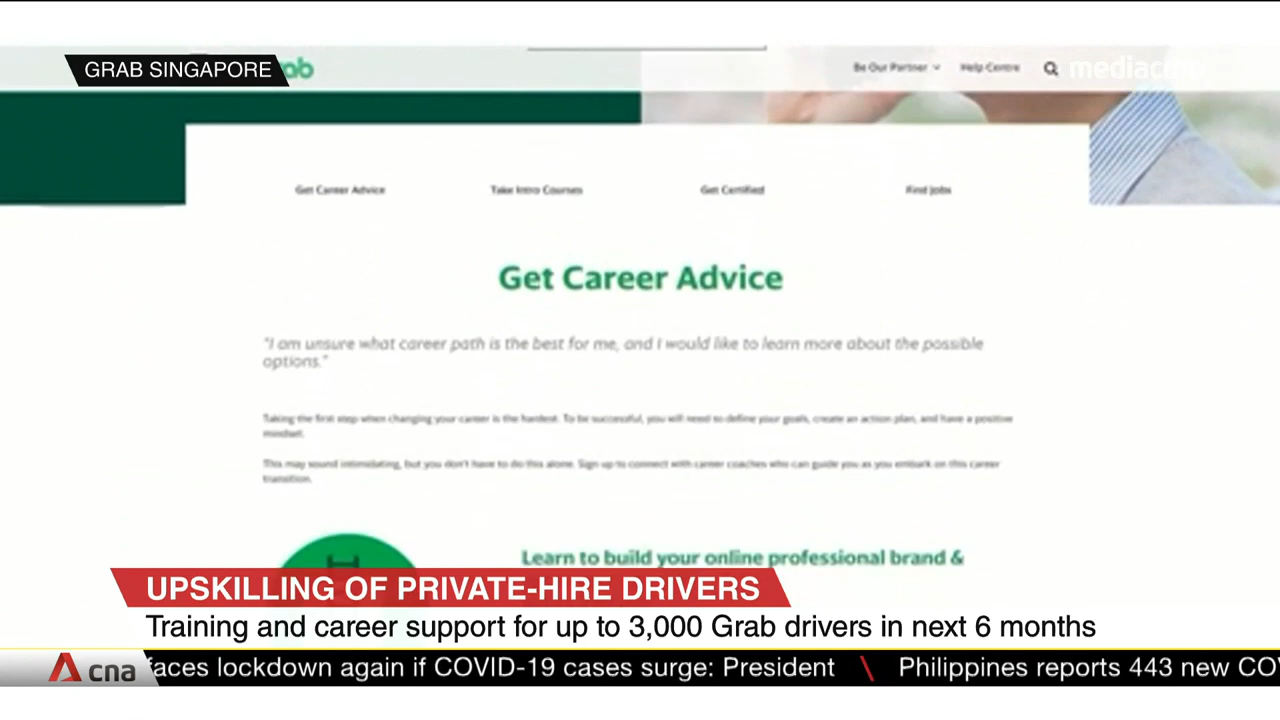 GRAB SINGAPORE
ab
Be Our Partner
Help Centre
mediacorp
Get Career Advice
Take Intro Courses
Get Certified
Find Jobs
Get Career Advice
"I am unsure what career path is the best for me, and I would like to learn more about the possible
options."
Taking the first step when changing your career is the hardest. To be successful, you will need to define your goals, create an action plan, and have a positive
mindset.
This may sound intimidating, but you don't have to do this alone. Sign up to connect with career coaches who can guide you as you embark on this career
transition.
Learn to build your online professional brand &
UPSKILLING OF PRIVATE-HIRE DRIVERS
Training and career support for up to 3,000 Grab drivers in next 6 months
cna
faces lockdown again if COVID-19 cases surge: President \ Philippines reports 443 new CO